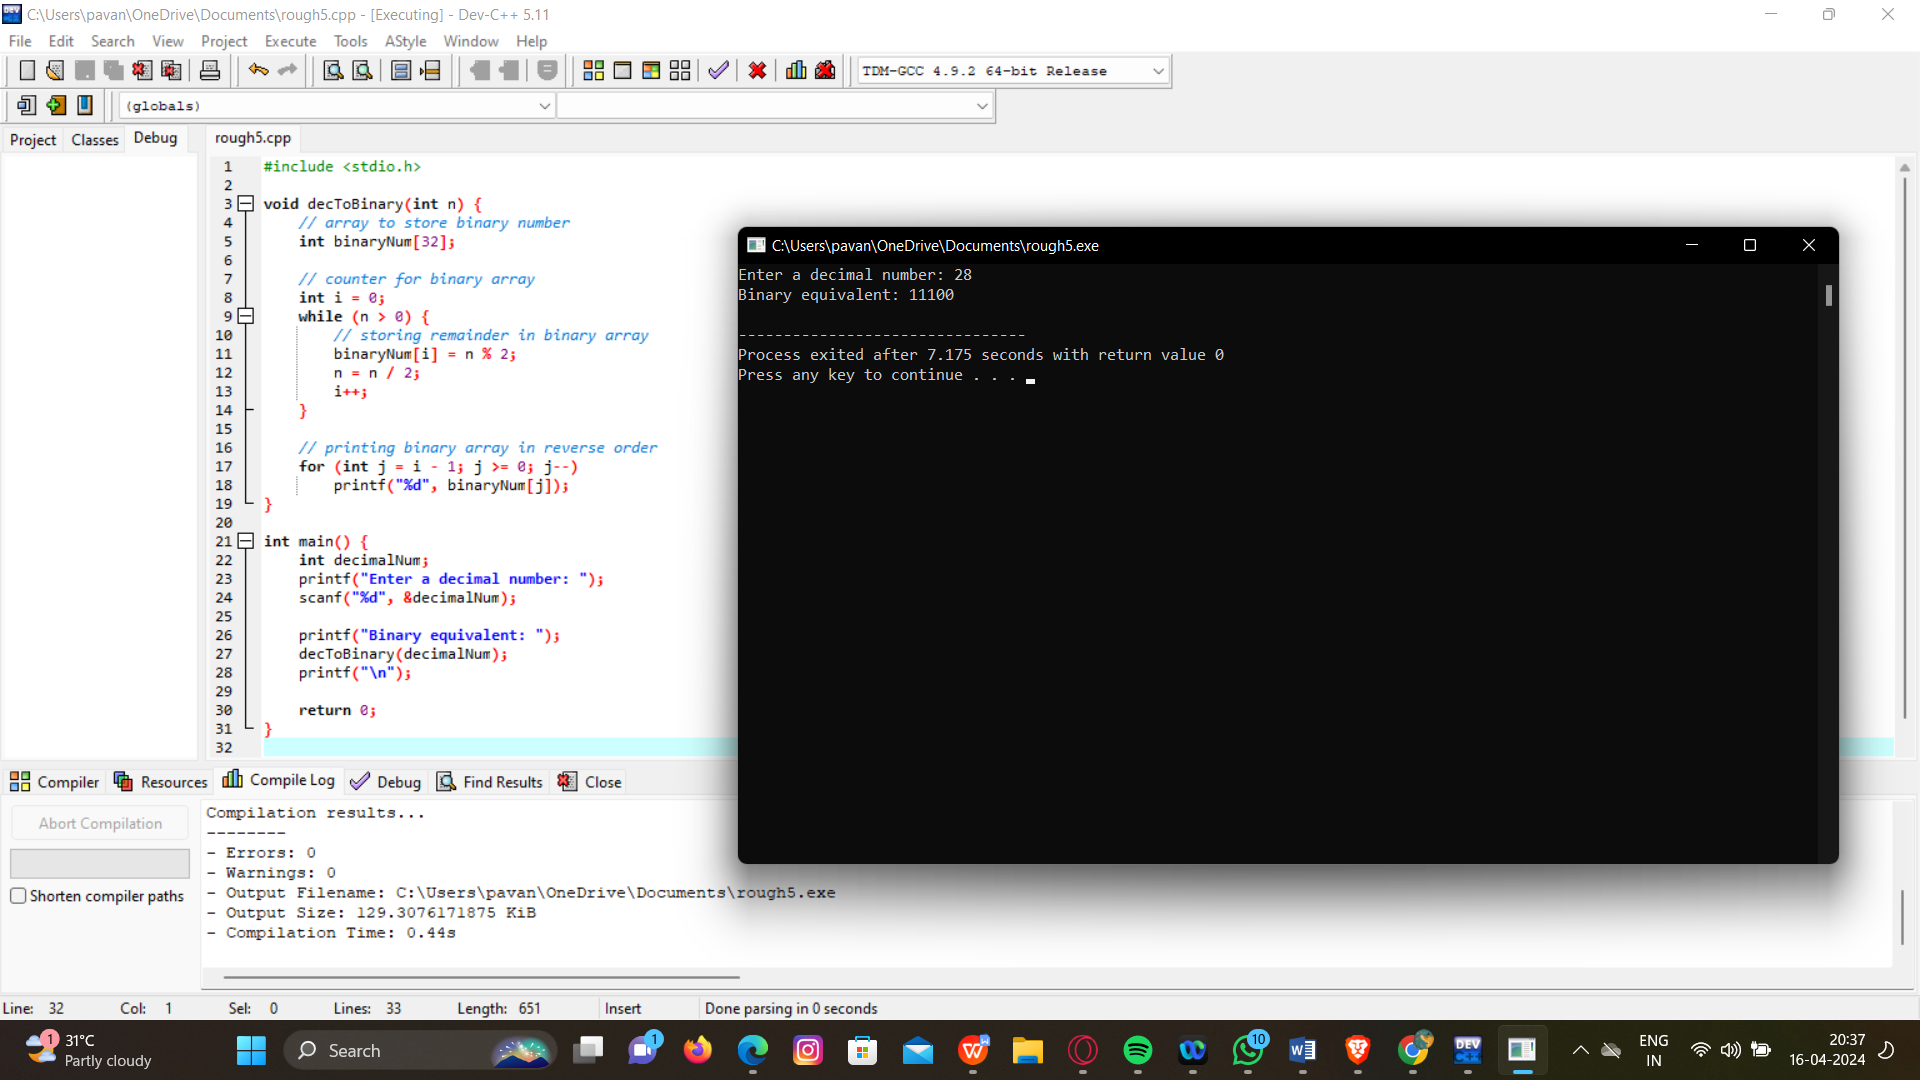 C:\Users\pavan\OneDrive\Documents\rough5.cpp - [Executing] - Dev-C++ 5.11
File Edit Search View Project Execute Tools AStyle Window Help
TDM-GCC 4.9.2 64-bit Release
(globals)
Project Classes Debug rough5.cpp
1 #include <stdio.h>
2
3 void decToBinary(int n) {
4 // array to store binary number
5 int binaryNum[32];
6
7 // counter for binary array
8 int i = 0;
9 while (n > 0) {
10 // storing remainder in binary array
11 binaryNum[i] = n % 2;
12 n = n / 2;
13 i++;
14 }
15
16 // printing binary array in reverse order
17 for (int j = i - 1; j >= 0; j--)
18 printf("%d", binaryNum[j]);
19 }
20
21 int main() {
22 int decimalNum;
23 printf("Enter a decimal number: ");
24 scanf("%d", &decimalNum);
25
26 printf("Binary equivalent: ");
27 decToBinary(decimalNum);
28 printf("\n");
29
30 return 0;
31 }
32
C:\Users\pavan\OneDrive\Documents\rough5.exe
Enter a decimal number: 28
Binary equivalent: 11100
--------------------------------
Process exited after 7.175 seconds with return value 0
Press any key to continue . . .
Compiler Resources Compile Log Debug Find Results Close
Abort Compilation
Shorten compiler paths
Compilation results...
--------
- Errors: 0
- Warnings: 0
- Output Filename: C:\Users\pavan\OneDrive\Documents\rough5.exe
- Output Size: 129.3076171875 KiB
- Compilation Time: 0.44s
Line: 32 Col: 1 Sel: 0 Lines: 33 Length: 651 Insert Done parsing in 0 seconds
1
31°C
Partly cloudy
Search
1
10
DEV
ENG
IN
20:37
16-04-2024